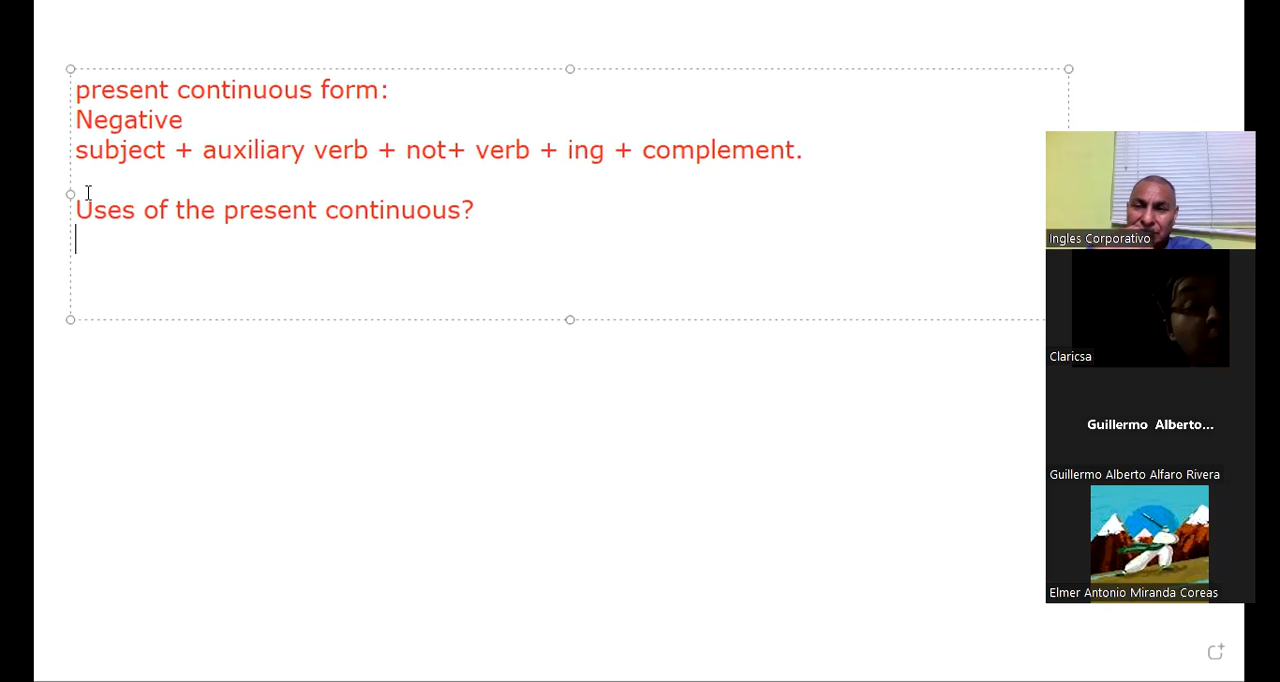 present continuous form:
Negative
subject + auxiliary verb + not+ verb + ing + complement.
Uses of the present continuous?
Ingles Corporativo
Claricsa
Guillermo Alberto...
Guillermo Alberto Alfaro Rivera
Elmer Antonio Miranda Coreas